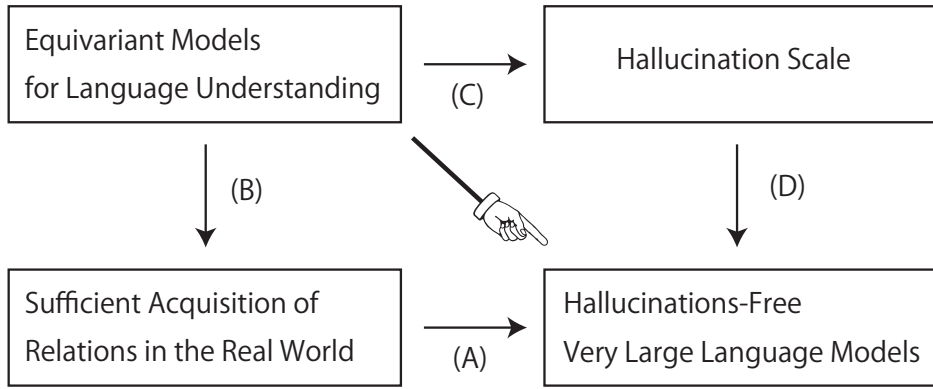 Equivariant Models
for Language Understanding
(C)
Hallucination Scale
(B)
(D)
Sufficient Acquisition of
Relations in the Real World
(A)
Hallucinations-Free
Very Large Language Models